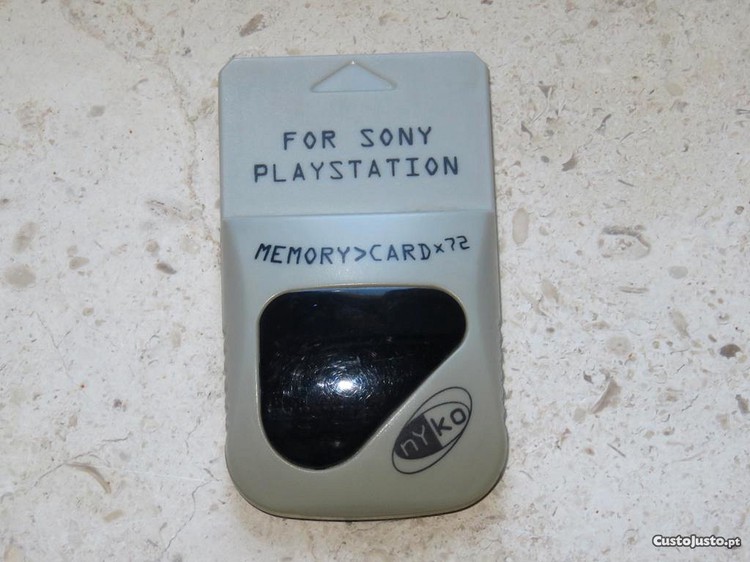 FOR SONY
PLAYSTATION
MEMORY>CARDx72
nyko
CustoJusto.pt